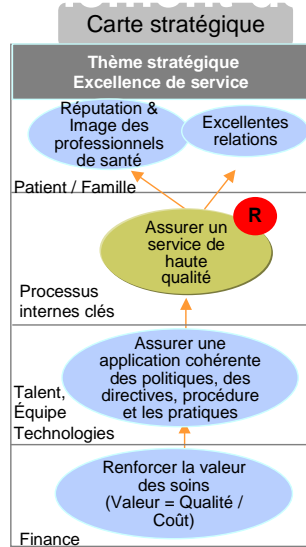 Carte stratégique
Thème stratégique
Excellence de service
Réputation &
Image des
professionnels
de santé
Excellentes
relations
Patient / Famille
R
Assurer un
service de
haute
qualité
Processus
internes clés
Assurer une
application cohérente
des politiques, des
directives, procédure
et les pratiques
Talent,
Équipe
Technologies
Renforcer la valeur
des soins
(Valeur = Qualité /
Coût)
Finance